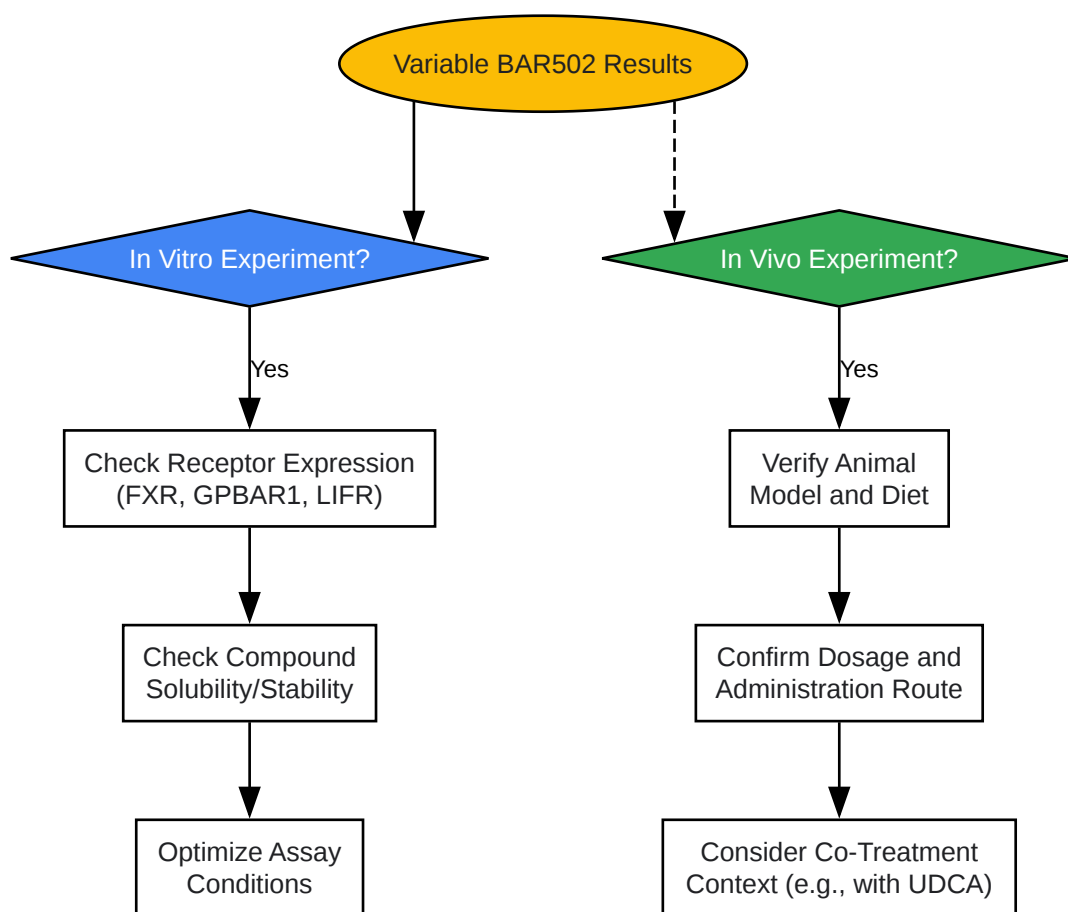 Variable BAR502 Results
In Vitro Experiment?
In Vivo Experiment?
Yes
Yes
Check Receptor Expression
(FXR, GPBAR1, LIFR)
Verify Animal
Model and Diet
Check Compound
Solubility/Stability
Confirm Dosage and
Administration Route
Optimize Assay
Conditions
Consider Co-Treatment
Context (e.g., with UDCA)